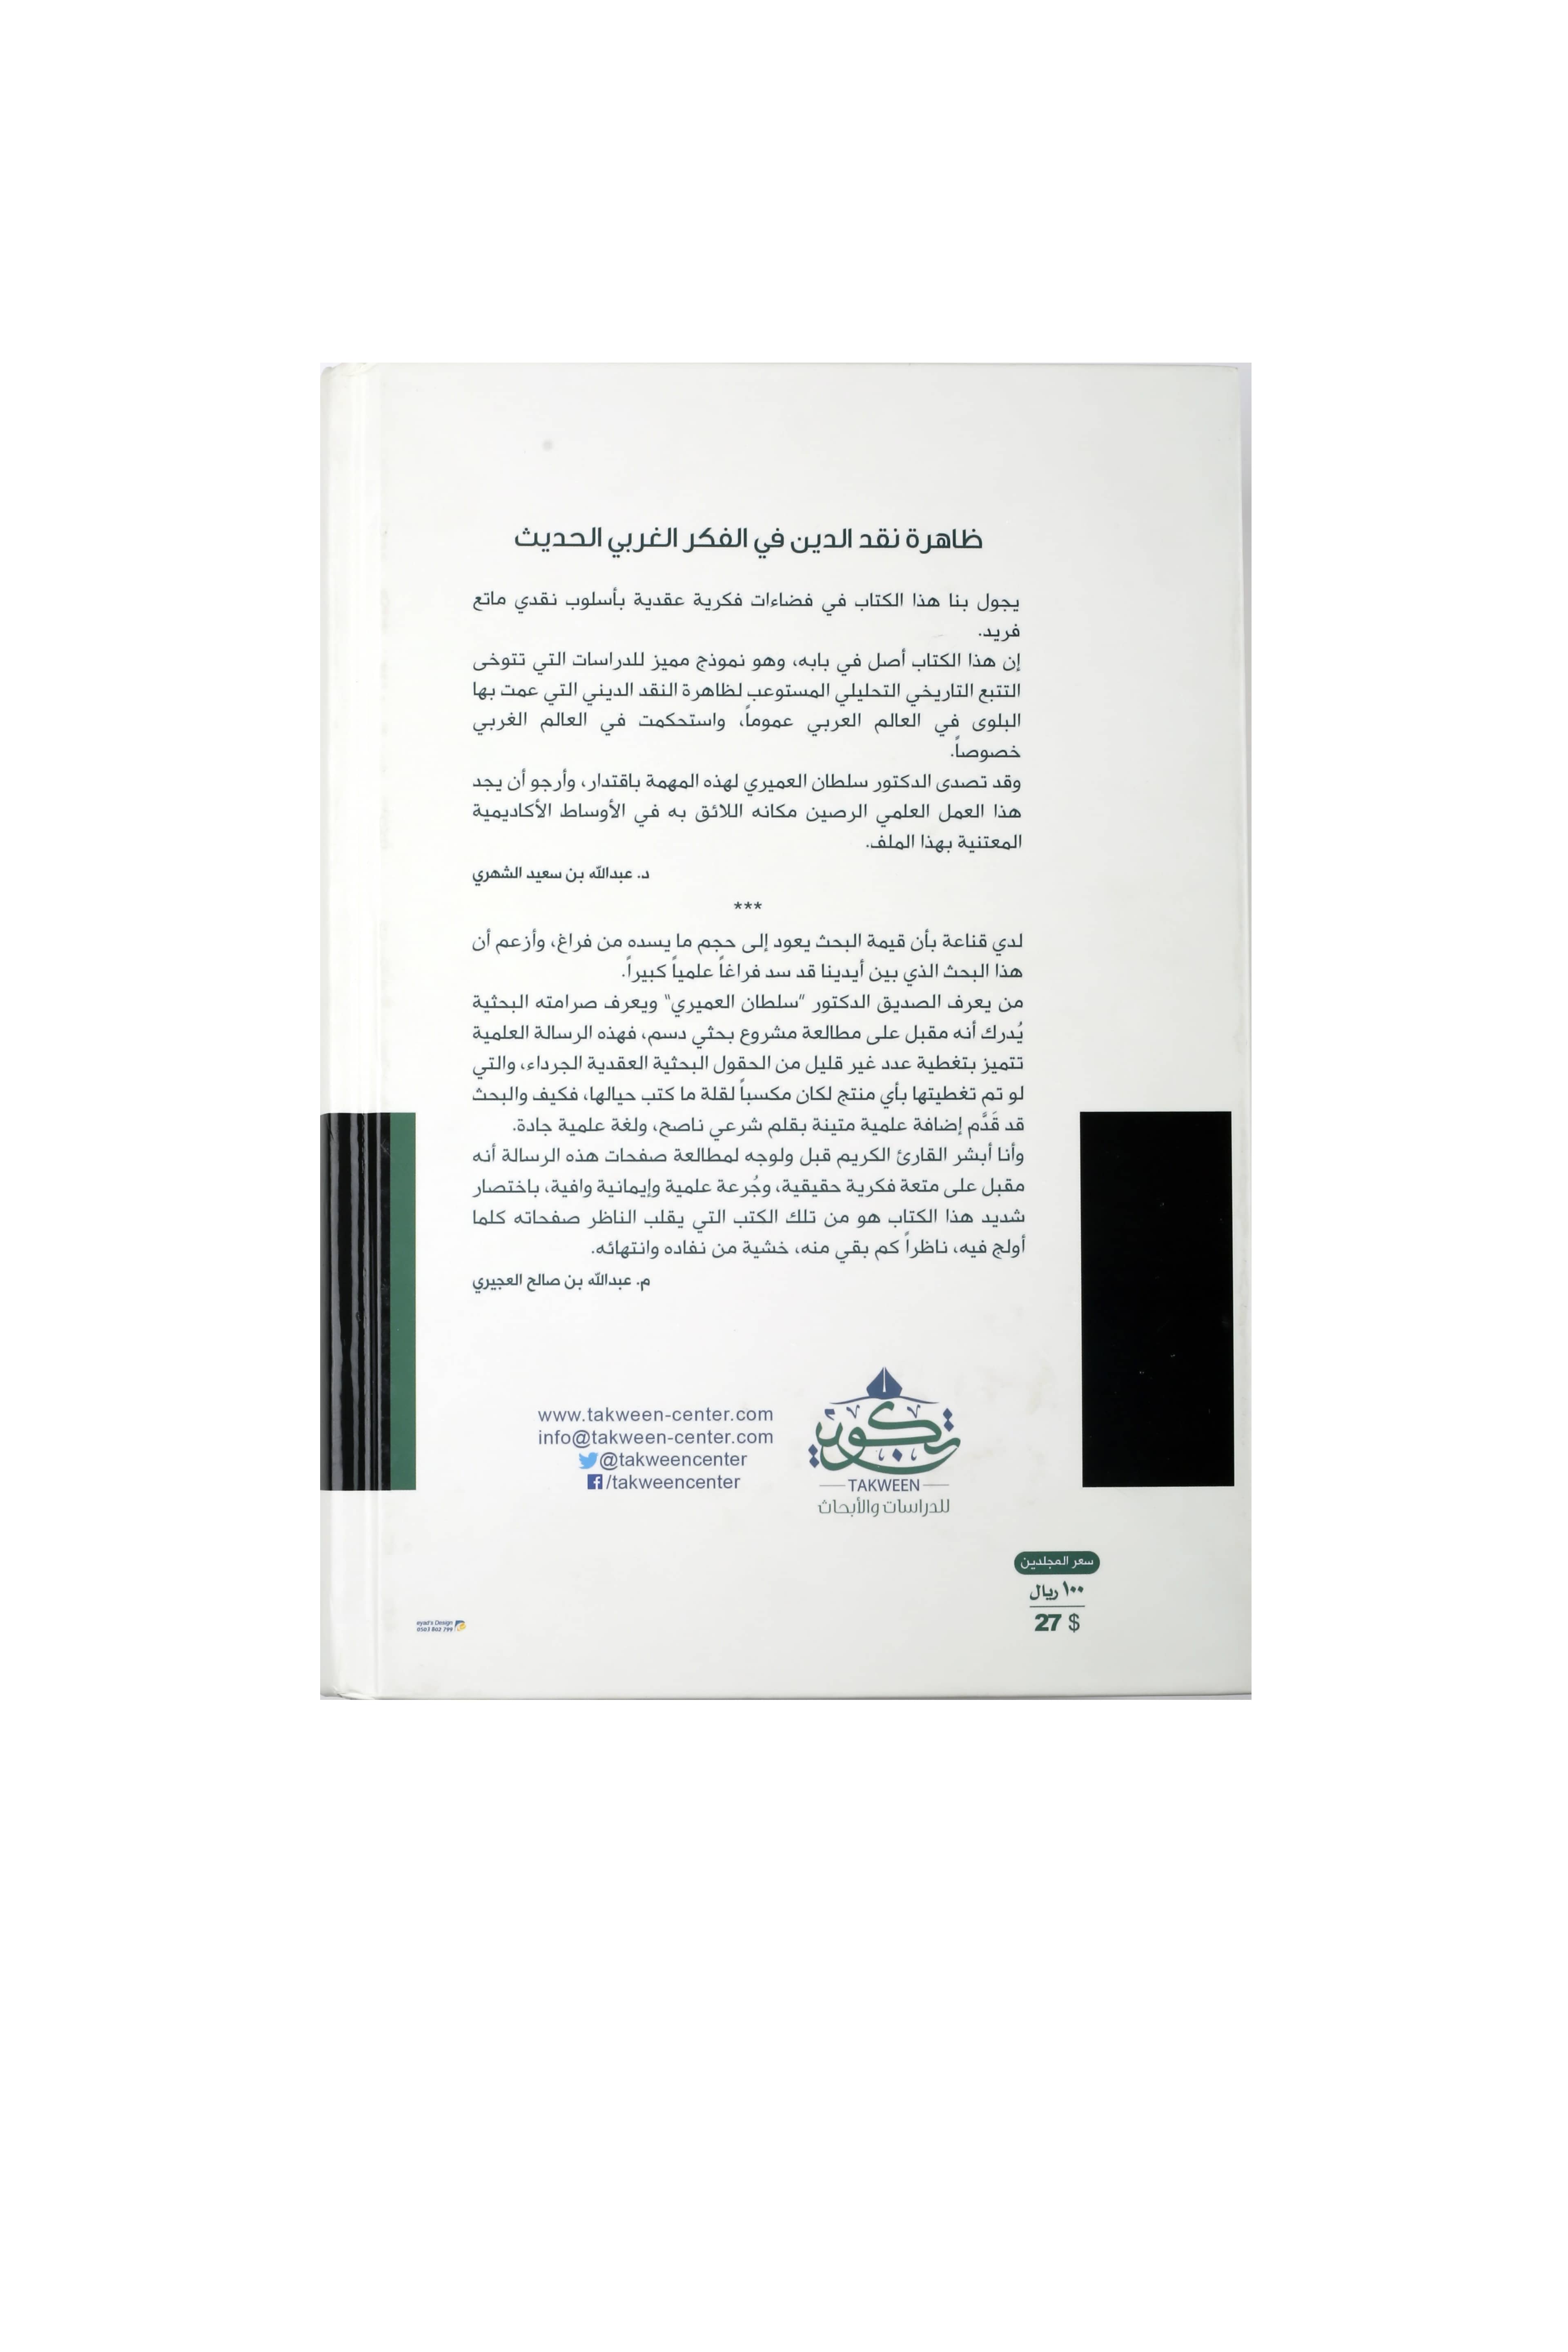 ظاهرة نقد الدين في الفكر الغربي الحديث
يجول بنا هذا الكتاب في فضاءات فكرية عقدية بأسلوب نقدي ماتع
فريد.
إن هذا الكتاب أصل في بابه، وهو نموذج مميز للدراسات التي تتوخى
التتبع التاريخي التحليلي المستوعب لظاهرة النقد الديني التي عمت بها
البلوى في العالم العربي عموماً، واستحكمت في العالم الغربي
خصوصاً.
وقد تصدى الدكتور سلطان العميري لهذه المهمة باقتدار، وأرجو أن يجد
هذا العمل العلمي الرصين مكانه اللائق به في الأوساط الأكاديمية
المعتنية بهذا الملف.
د. عبدالله بن سعيد الشهري
***
لدي قناعة بأن قيمة البحث يعود إلى حجم ما يسده من فراغ، وأزعم أن
هذا البحث الذي بين أيدينا قد سد فراغاً علمياً كبيراً.
من يعرف الصديق الدكتور "سلطان العميري" ويعرف صرامته البحثية
يُدرك أنه مقبل على مطالعة مشروع بحثي دسم، فهذه الرسالة العلمية
تتميز بتغطية عدد غير قليل من الحقول البحثية العقدية الجرداء، والتي
لو تم تغطيتها بأي منتج لكان مكسباً لقلة ما كتب حيالها، فكيف والبحث
قد قَدَّم إضافة علمية متينة بقلم شرعي ناصح، ولغة علمية جادة.
وأنا أبشر القارئ الكريم قبل ولوجه لمطالعة صفحات هذه الرسالة أنه
مقبل على متعة فكرية حقيقية، وجُرعة علمية وإيمانية وافية، باختصار
شديد هذا الكتاب هو من تلك الكتب التي يقلب الناظر صفحاته كلما
أولج فيه، ناظراً كم بقي منه، خشية من نفاده وانتهائه.
م. عبدالله بن صالح العجيري
تكوين
TAKWEEN
للدراسات والأبحاث
www.takween-center.com
info@takween-center.com
@takweencenter
/takweencenter
سعر المجلدين
١٠٠ ريال
27 $
eyad's Design
0503 802 799